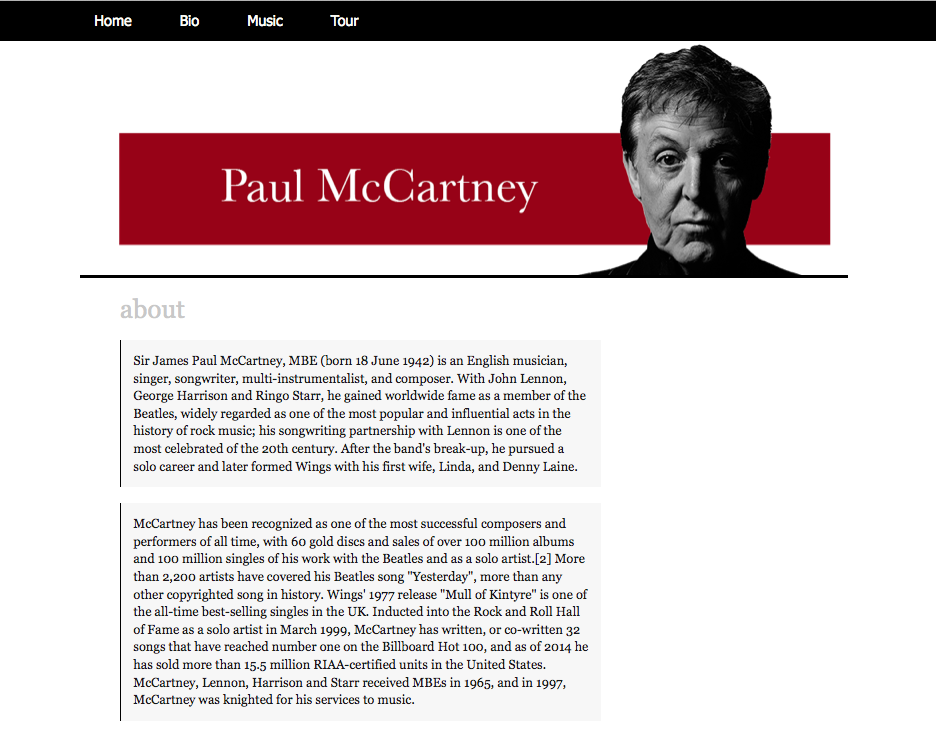 Home Bio Music Tour
Paul McCartney
about
Sir James Paul McCartney, MBE (born 18 June 1942) is an English musician,
singer, songwriter, multi-instrumentalist, and composer. With John Lennon,
George Harrison and Ringo Starr, he gained worldwide fame as a member of the
Beatles, widely regarded as one of the most popular and influential acts in the
history of rock music; his songwriting partnership with Lennon is one of the
most celebrated of the 20th century. After the band's break-up, he pursued a
solo career and later formed Wings with his first wife, Linda, and Denny Laine.
McCartney has been recognized as one of the most successful composers and
performers of all time, with 60 gold discs and sales of over 100 million albums
and 100 million singles of his work with the Beatles and as a solo artist.[2] More
than 2,200 artists have covered his Beatles song "Yesterday", more than any
other copyrighted song in history. Wings' 1977 release "Mull of Kintyre" is one of
the all-time best-selling singles in the UK. Inducted into the Rock and Roll Hall
of Fame as a solo artist in March 1999, McCartney has written, or co-written 32
songs that have reached number one on the Billboard Hot 100, and as of 2014 he
has sold more than 15.5 million RIAA-certified units in the United States.
McCartney, Lennon, Harrison and Starr received MBEs in 1965, and in 1997,
McCartney was knighted for his services to music.